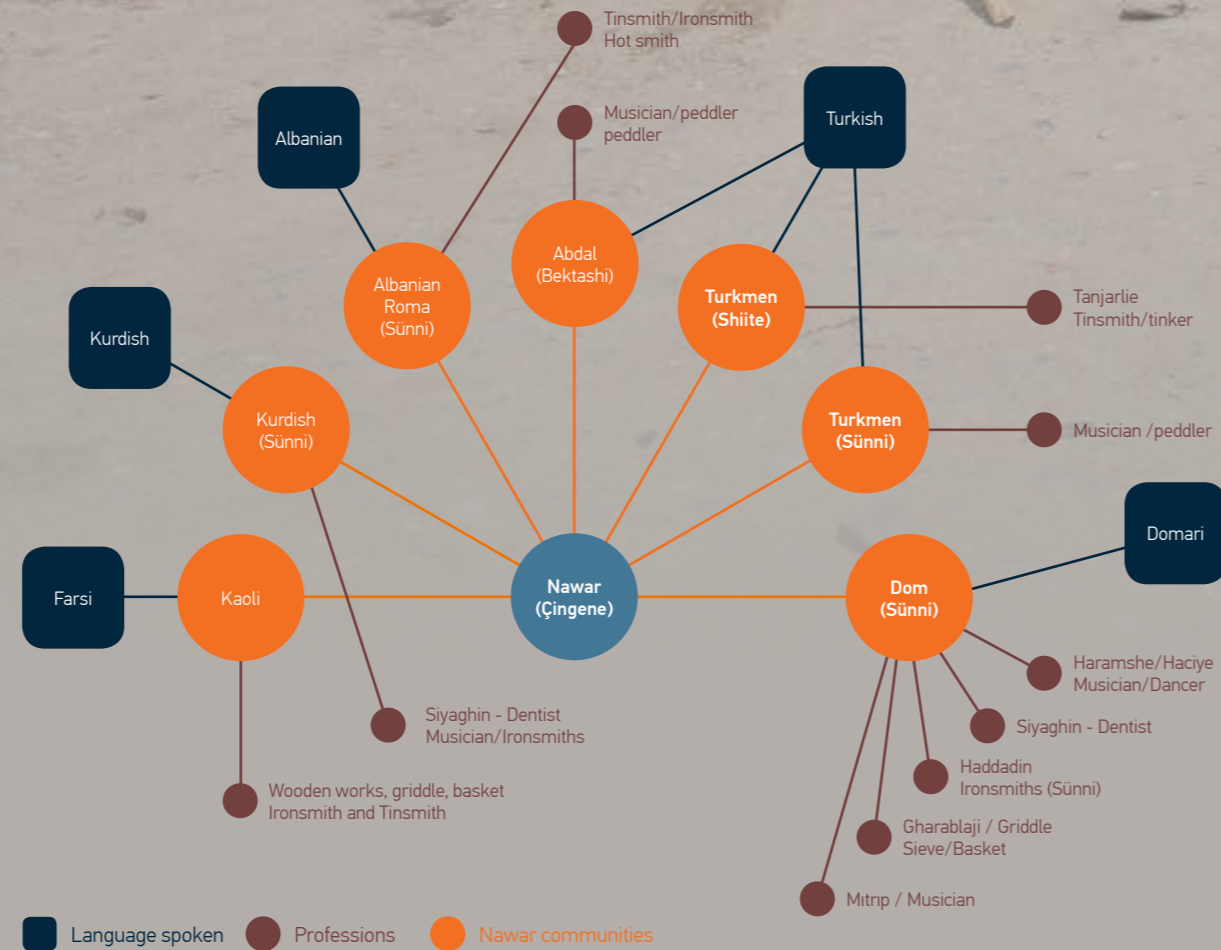 Tinsmith/Ironsmith
Hot smith
Musician/peddler
peddler
Albanian
Turkish
Albanian
Roma
(Sünni)
Abdal
(Bektashi)
Turkmen
(Shiite)
Tanjarlie
Tinsmith/tinker
Kurdish
Kurdish
(Sünni)
Turkmen
(Sünni)
Musician /peddler
Domari
Farsi
Kaoli
Nawar
(Çingene)
Dom
(Sünni)
Haramshe/Haciye
Musician/Dancer
Siyaghin - Dentist
Musician/Ironsmiths
Siyaghin - Dentist
Haddadin
Ironsmiths (Sünni)
Wooden works, griddle, basket
Ironsmith and Tinsmith
Gharablaji / Griddle
Sieve/Basket
Mıtrıp / Musician
Language spoken
Professions
Nawar communities